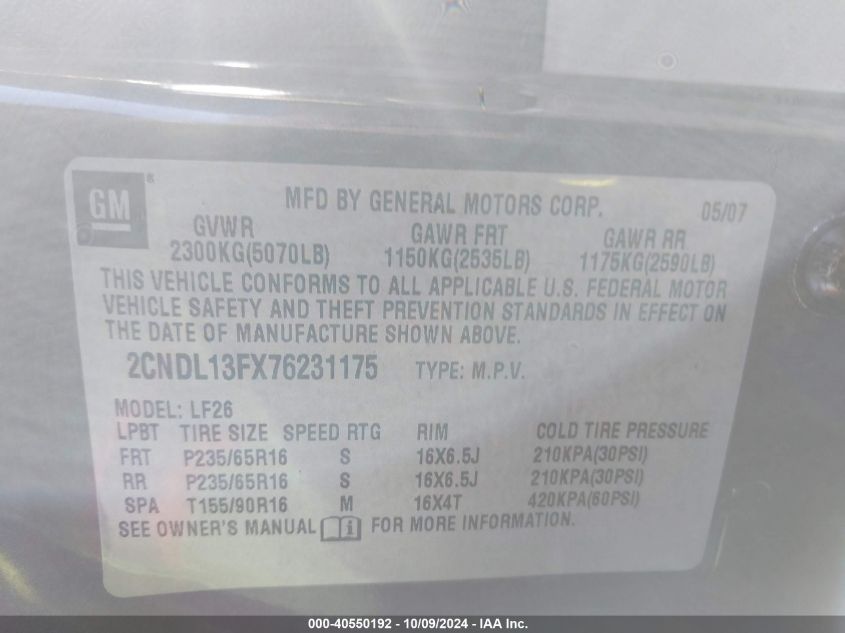 GM®
MFD BY GENERAL MOTORS CORP. 05/07
GVWR GAWR FRT GAWR RR
2300KG(5070LB) 1150KG(2535LB) 1175KG(2590LB)
THIS VEHICLE CONFORMS TO ALL APPLICABLE U.S. FEDERAL MOTOR
VEHICLE SAFETY AND THEFT PREVENTION STANDARDS IN EFFECT ON
THE DATE OF MANUFACTURE SHOWN ABOVE.
2CNDL13FX76231175 TYPE: M.P.V.
MODEL: LF26
LPBT TIRE SIZE SPEED RTG RIM COLD TIRE PRESSURE
FRT P235/65R16 S 16X6.5J 210KPA(30PSI)
RR P235/65R16 S 16X6.5J 210KPA(30PSI)
SPA T155/90R16 M 16X4T 420KPA(60PSI)
SEE OWNER'S MANUAL i FOR MORE INFORMATION.
000-40550192 - 10/09/2024 - IAA Inc.